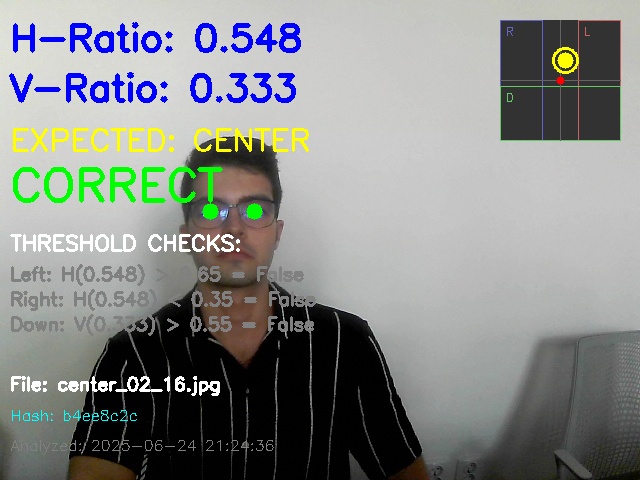 H-Ratio: 0.548
V-Ratio: 0.333
R
L
D
EXPECTED: CENTER
CORRECT
THRESHOLD CHECKS:
Left: H(0.548) > 0.65 = False
Right: H(0.548) < 0.35 = False
Down: V(0.333) > 0.55 = False
File: center_02_16.jpg
Hash: b4ee8c2c
Analyzed: 2025-06-24 21:24:36